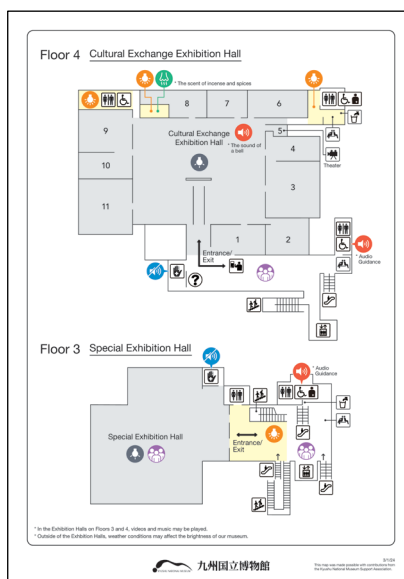 Floor 4 Cultural Exchange Exhibition Hall
* The scent of incense and spices
8
7
6
9
Cultural Exchange
Exhibition Hall
* The sound of
a bell
5
4
Theater
10
3
11
1
2
Entrance/
Exit
* Audio
Guidance
?
Floor 3 Special Exhibition Hall
* Audio
Guidance
Special Exhibition Hall
Entrance/
Exit
* In the Exhibition Halls on Floors 3 and 4, videos and music may be played.
* Outside of the Exhibition Halls, weather conditions may affect the brightness of our museum.
九州国立博物館
3/1/24
This map was made possible with contributions from
the Kyushu National Museum Support Association.